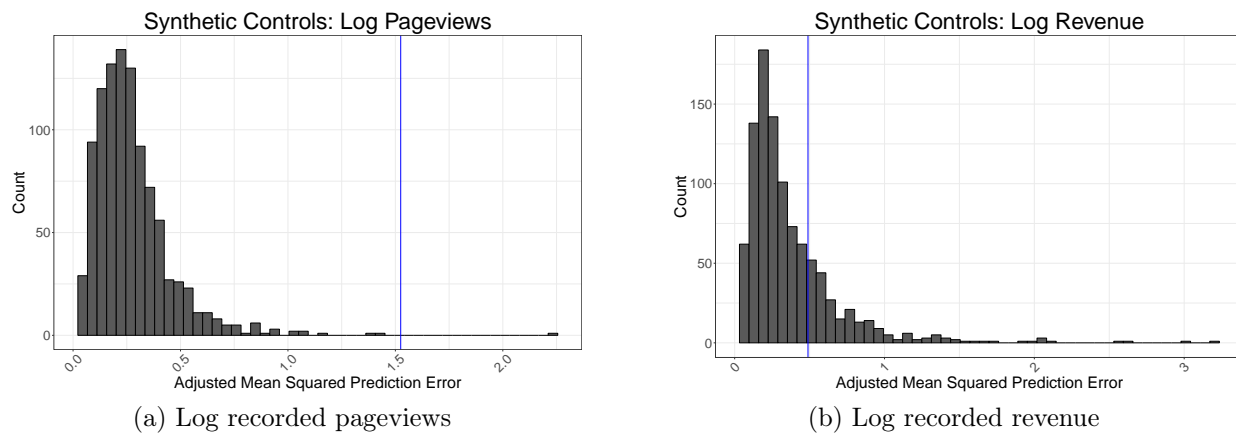 Synthetic Controls: Log Pageviews
Count
100
50
0
0.0
0.5
1.0
1.5
2.0
Adjusted Mean Squared Prediction Error
(a) Log recorded pageviews
Synthetic Controls: Log Revenue
Count
150
100
50
0
0
1
2
3
Adjusted Mean Squared Prediction Error
(b) Log recorded revenue